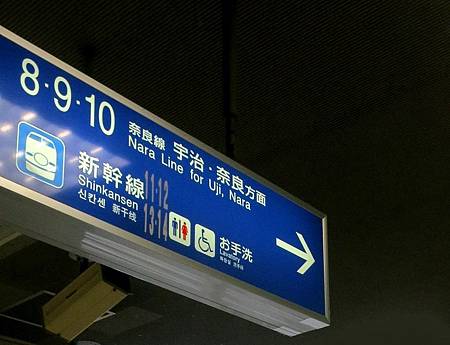 8·9·10 奈良線 宇治・奈良方面
Nara Line for Uji, Nara
新幹線 11·12
Shinkansen 13·14
신칸센 新干线
お手洗
Lavatory